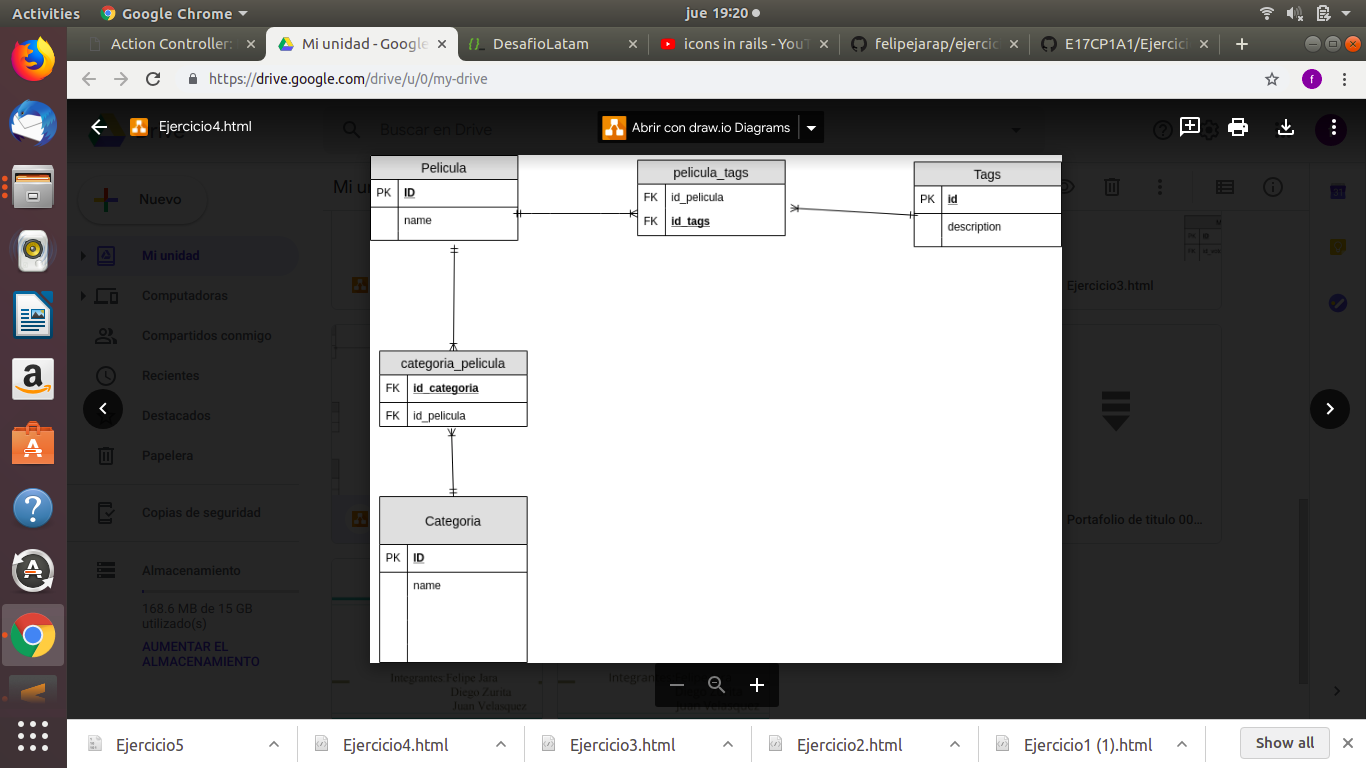 Activities
Google Chrome
jue 19:20
Action Controller:
Mi unidad - Google
DesafioLatam
icons in rails - YouT
felipejarap/ejercic
E17CP1A1/Ejercici
https://drive.google.com/drive/u/0/my-drive
Ejercicio4.html
Buscar en Drive
Abrir con draw.io Diagrams
Nuevo
Mi un
Mi unidad
Computadoras
Compartidos conmigo
Recientes
Destacados
Papelera
Copias de seguridad
Almacenamiento
168.6 MB de 15 GB
utilizado(s)
AUMENTAR EL
ALMACENAMIENTO
Pelicula
PK ID
name
pelicula_tags
FK id_pelicula
FK id_tags
Tags
PK id
description
categoria_pelicula
FK id_categoria
FK id_pelicula
Categoria
PK ID
name
Ejercicio3.html
Portafolio de titulo 00...
Integrantes Felipe Jara
Diego Zurita
Juan Velasquez
Ejercicio5
Ejercicio4.html
Ejercicio3.html
Ejercicio2.html
Ejercicio1 (1).html
Show all